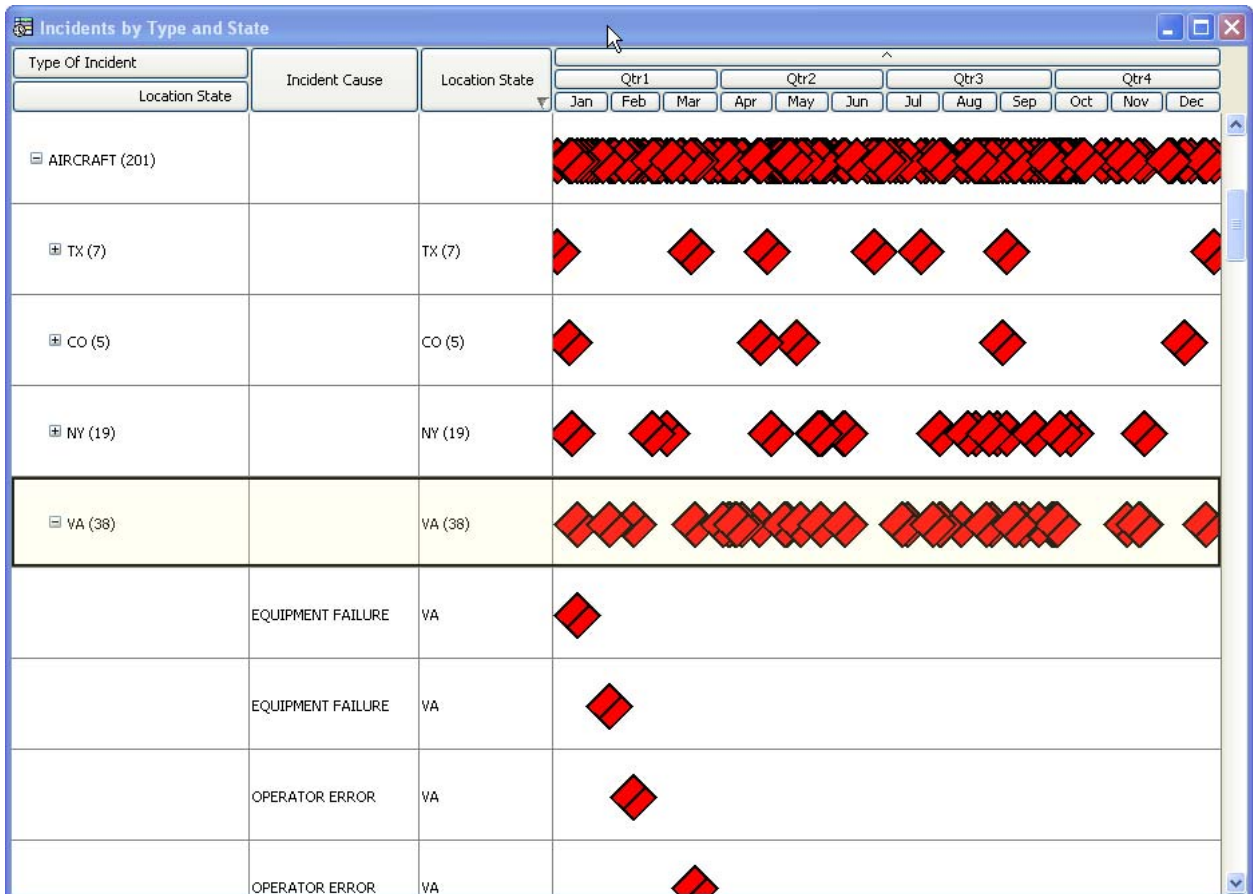 Incidents by Type and State
Type Of Incident
Location State
Incident Cause
Location State
Qtr1 Qtr2 Qtr3 Qtr4
Jan Feb Mar Apr May Jun Jul Aug Sep Oct Nov Dec
AIRCRAFT (201)
TX (7) TX (7)
CO (5) CO (5)
NY (19) NY (19)
VA (38) VA (38)
EQUIPMENT FAILURE VA
EQUIPMENT FAILURE VA
OPERATOR ERROR VA
OPERATOR ERROR VA